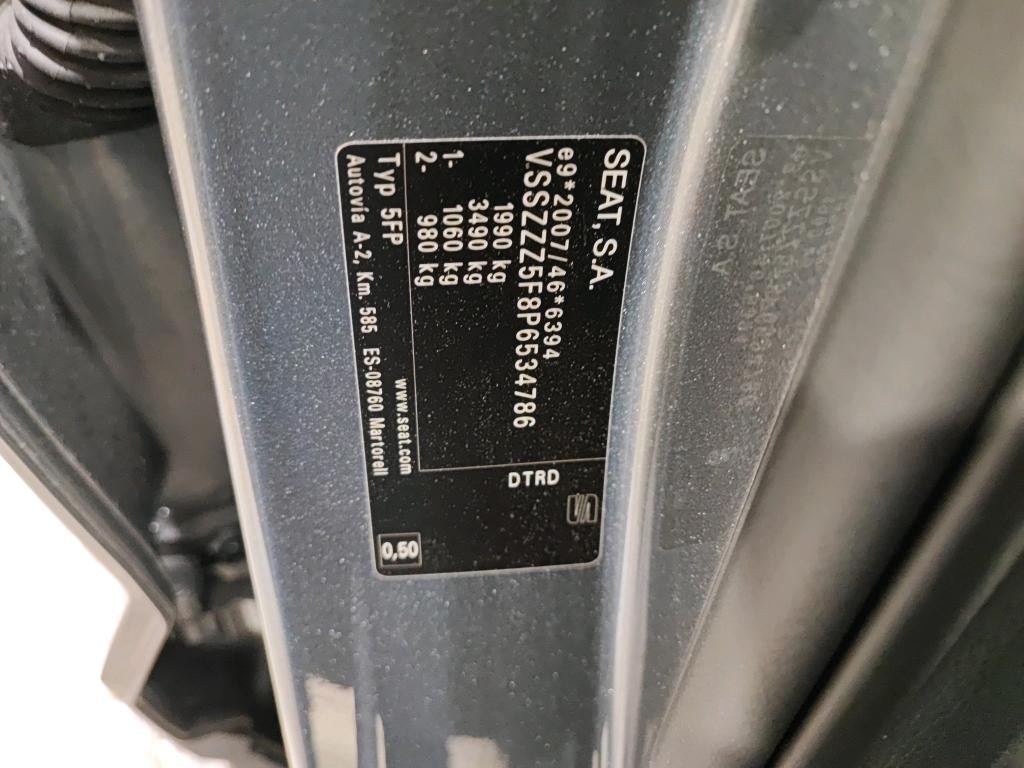 SEAT, S.A.
e9*2007/46*6394
VSSZZZ5F8P6534786
1990 kg
3490 kg
1- 1060 kg
2- 980 kg
DTRD
Typ 5FP
www.seat.com
Autovia A-2, Km. 585 ES-08760 Martorell
0,50